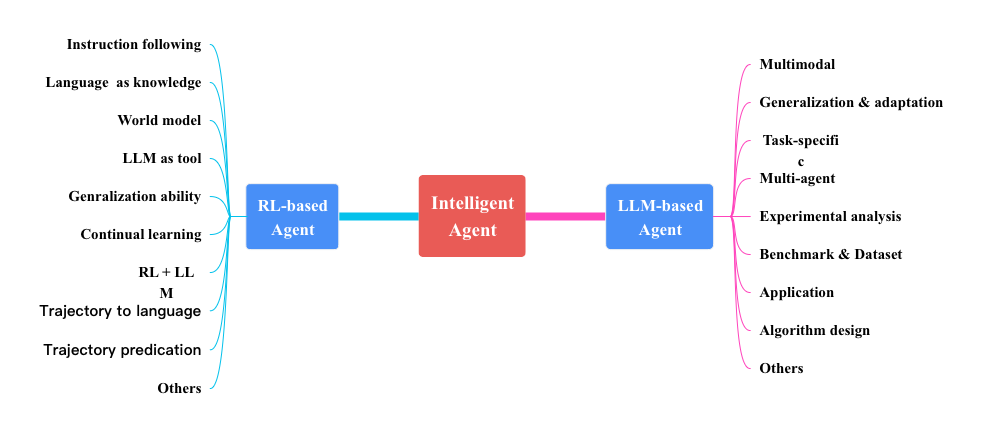 Instruction following
Language as knowledge
World model
LLM as tool
Genralization ability
Continual learning
RL + LL
M
Trajectory to language
Trajectory predication
Others
RL-based
Agent
Intelligent
Agent
LLM-based
Agent
Multimodal
Generalization & adaptation
Task-specifi
c
Multi-agent
Experimental analysis
Benchmark & Dataset
Application
Algorithm design
Others